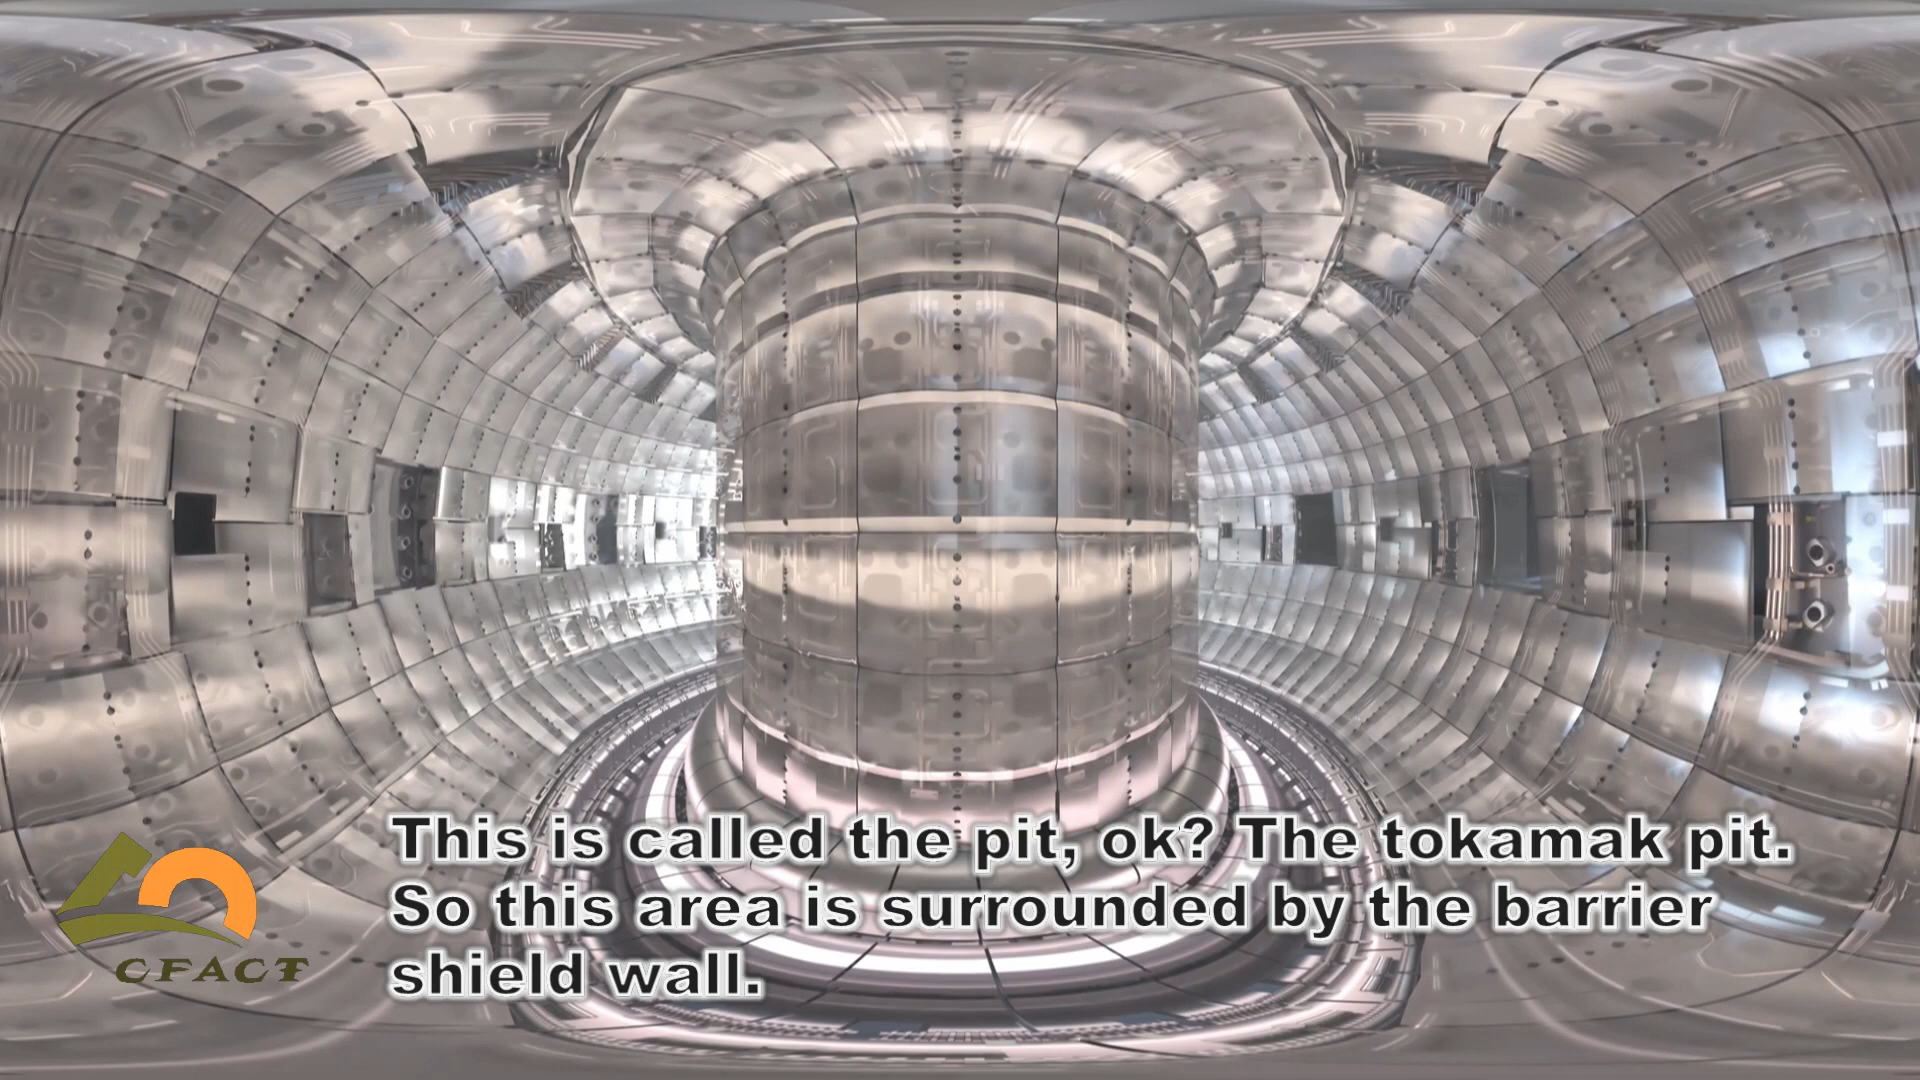 This is called the pit, ok? The tokamak pit.
So this area is surrounded by the barrier
shield wall.
CFACT